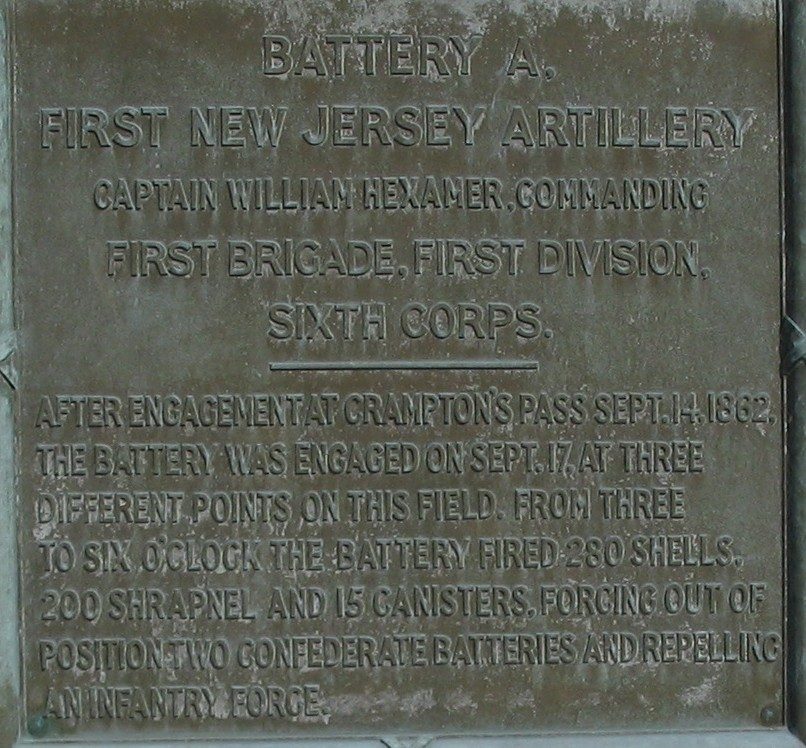 BATTERY A,
FIRST NEW JERSEY ARTILLERY
CAPTAIN WILLIAM HEXAMER, COMMANDING
FIRST BRIGADE, FIRST DIVISION,
SIXTH CORPS.
AFTER ENGAGEMENT AT CRAMPTON'S PASS SEPT. 14, 1862,
THE BATTERY WAS ENGAGED ON SEPT. 17, AT THREE
DIFFERENT POINTS ON THIS FIELD. FROM THREE
TO SIX O'CLOCK THE BATTERY FIRED 280 SHELLS,
200 SHRAPNEL AND 15 CANISTERS, FORCING OUT OF
POSITION TWO CONFEDERATE BATTERIES AND REPELLING
AN INFANTRY FORCE.